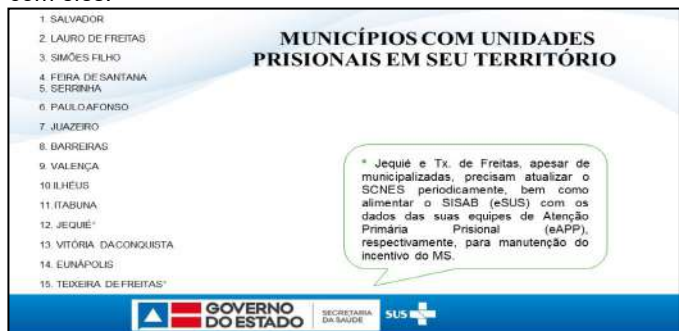 1 SALVADOR
2. LAURO DE FREITAS
3. SIMÕES FILHO
4. FEIRA DE SANTANA
5. SERRINHA
6. PAULO AFONSO
7. JUAZEIRO
8. BARREIRAS
9. VALENÇA
10 ILHÉUS
11. ITABUNA
12. JEQUIÉ*
13. VITÓRIA DACONQUISTA
14. EUNÁPOLIS
15. TEIXEIRA DE FREITAS*
MUNICÍPIOS COM UNIDADES
PRISIONAIS EM SEU TERRITÓRIO
* Jequié e Tx. de Freitas, apesar de
municipalizadas, precisam atualizar o
SCNES periodicamente, bem como
alimentar o SISAB (eSUS) com os
dados das suas equipes de Atenção
Primária Prisional (eAPP),
respectivamente, para manutenção do
incentivo do MS.
GOVERNO
DO ESTADO
SECRETARIA
DA SAÚDE
SUS